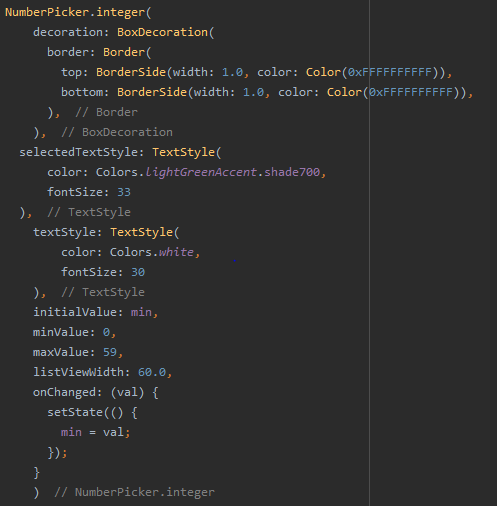 NumberPicker.integer(
decoration: BoxDecoration(
border: Border(
top: BorderSide(width: 1.0, color: Color(0xFFFFFFFFFF)),
bottom: BorderSide(width: 1.0, color: Color(0xFFFFFFFFFF)),
), // Border
), // BoxDecoration
selectedTextStyle: TextStyle(
color: Colors.lightGreenAccent.shade700,
fontSize: 33
), // TextStyle
textStyle: TextStyle(
color: Colors.white,
fontSize: 30
), // TextStyle
initialValue: min,
minValue: 0,
maxValue: 59,
listViewWidth: 60.0,
onChanged: (val) {
setState(() {
min = val;
});
}
) // NumberPicker.integer